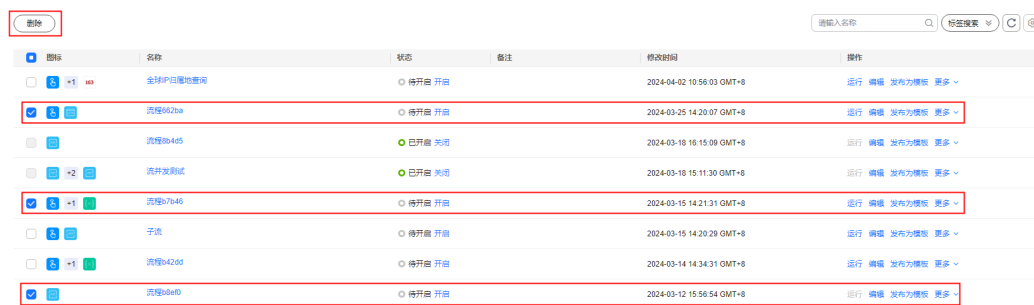 删除
请输入名称 标签搜索
图标 名称 状态 备注 修改时间 操作
+1 163 全球IP归属地查询 待开启 开启 2024-04-02 10:56:03 GMT+8 运行 编辑 发布为模板 更多
流程662ba 待开启 开启 2024-03-25 14:20:07 GMT+8 运行 编辑 发布为模板 更多
流程8b4d5 已开启 关闭 2024-03-18 16:15:09 GMT+8 运行 编辑 发布为模板 更多
+2 流并发测试 已开启 关闭 2024-03-18 15:11:30 GMT+8 运行 编辑 发布为模板 更多
+1 流程b7b46 待开启 开启 2024-03-15 14:21:31 GMT+8 运行 编辑 发布为模板 更多
子流 待开启 开启 2024-03-15 14:20:29 GMT+8 运行 编辑 发布为模板 更多
+1 流程b42dd 待开启 开启 2024-03-14 14:34:31 GMT+8 运行 编辑 发布为模板 更多
流程b8ef0 待开启 开启 2024-03-12 15:56:54 GMT+8 运行 编辑 发布为模板 更多